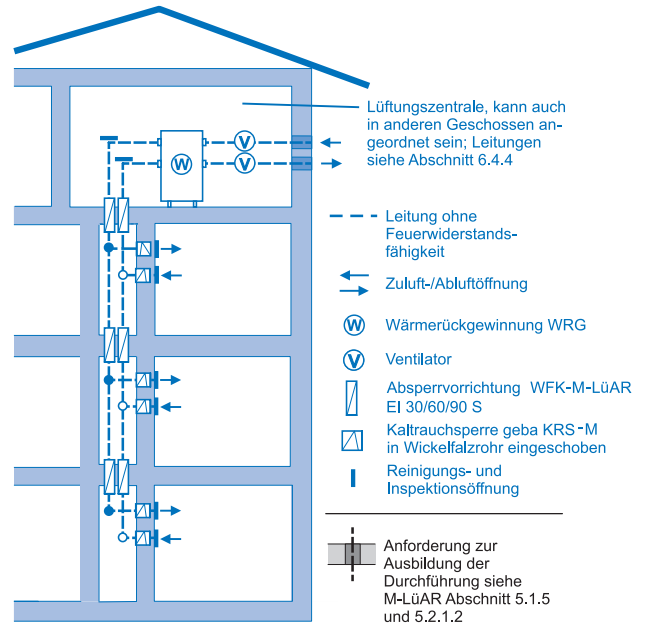 Lüftungszentrale, kann auch
in anderen Geschossen an-
geordnet sein; Leitungen
siehe Abschnitt 6.4.4
V
W
V
Leitung ohne
Feuerwiderstands-
fähigkeit
Zuluft-/Abluftöffnung
W Wärmerückgewinnung WRG
V Ventilator
Absperrvorrichtung WFK-M-LüAR
EI 30/60/90 S
Kaltrauchsperre geba KRS-M
in Wickelfalzrohr eingeschoben
Reinigungs- und
Inspektionsöffnung
Anforderung zur
Ausbildung der
Durchführung siehe
M-LüAR Abschnitt 5.1.5
und 5.2.1.2